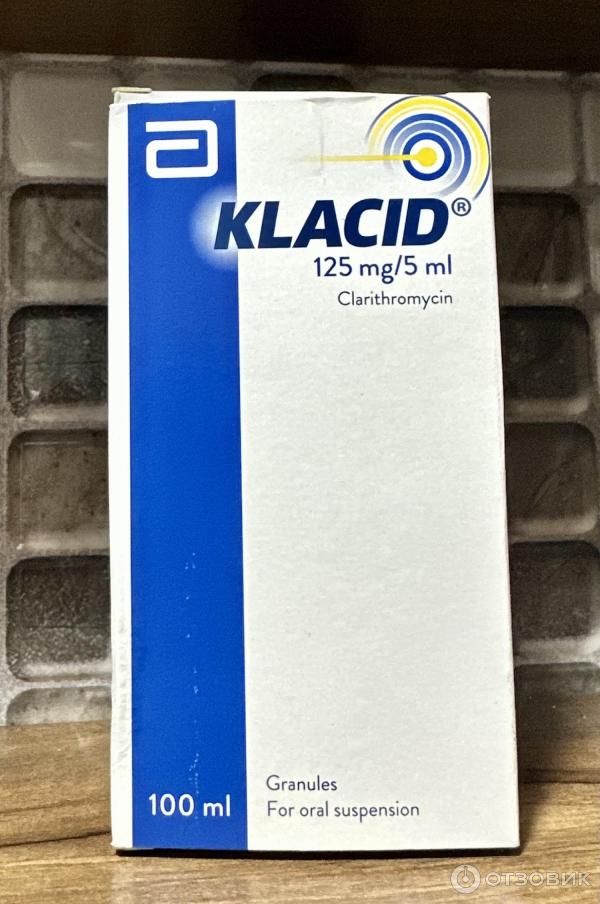 KLACID®
125 mg/5 ml
Clarithromycin
100 ml
Granules
For oral suspension
ОТЗОВИК